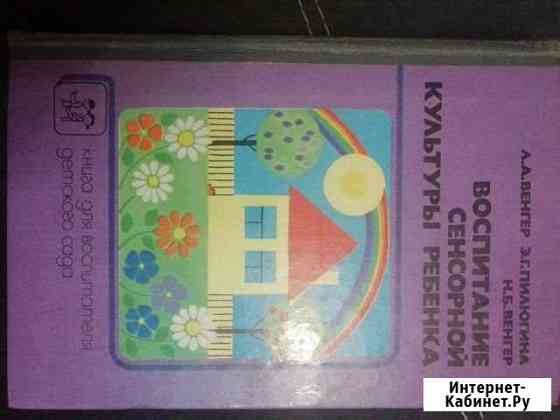 Л.А.ВЕНГЕР Э.Г.ПИЛЮГИНА
Н.Б.ВЕНГЕР
ВОСПИТАНИЕ
СЕНСОРНОЙ
КУЛЬТУРЫ РЕБЕНКА
книга для воспитателя
детского сада
Интернет-
Кабинет.Ру